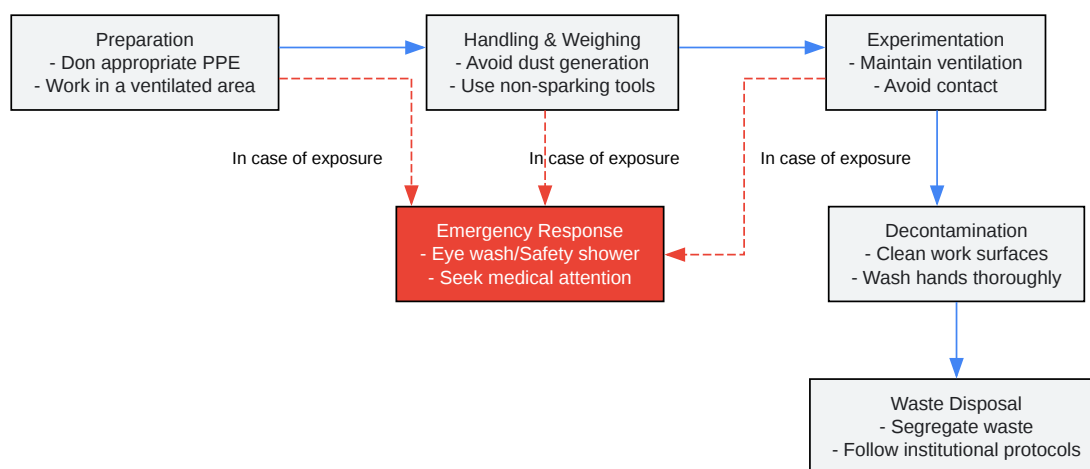 Preparation
- Don appropriate PPE
- Work in a ventilated area
Handling & Weighing
- Avoid dust generation
- Use non-sparking tools
Experimentation
- Maintain ventilation
- Avoid contact
In case of exposure
In case of exposure
In case of exposure
Emergency Response
- Eye wash/Safety shower
- Seek medical attention
Decontamination
- Clean work surfaces
- Wash hands thoroughly
Waste Disposal
- Segregate waste
- Follow institutional protocols